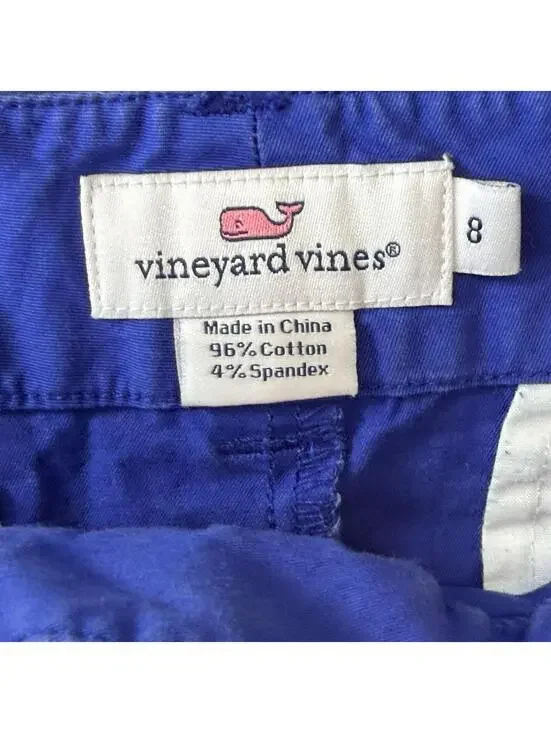 vineyard vines®
8
Made in China
96% Cotton
4% Spandex